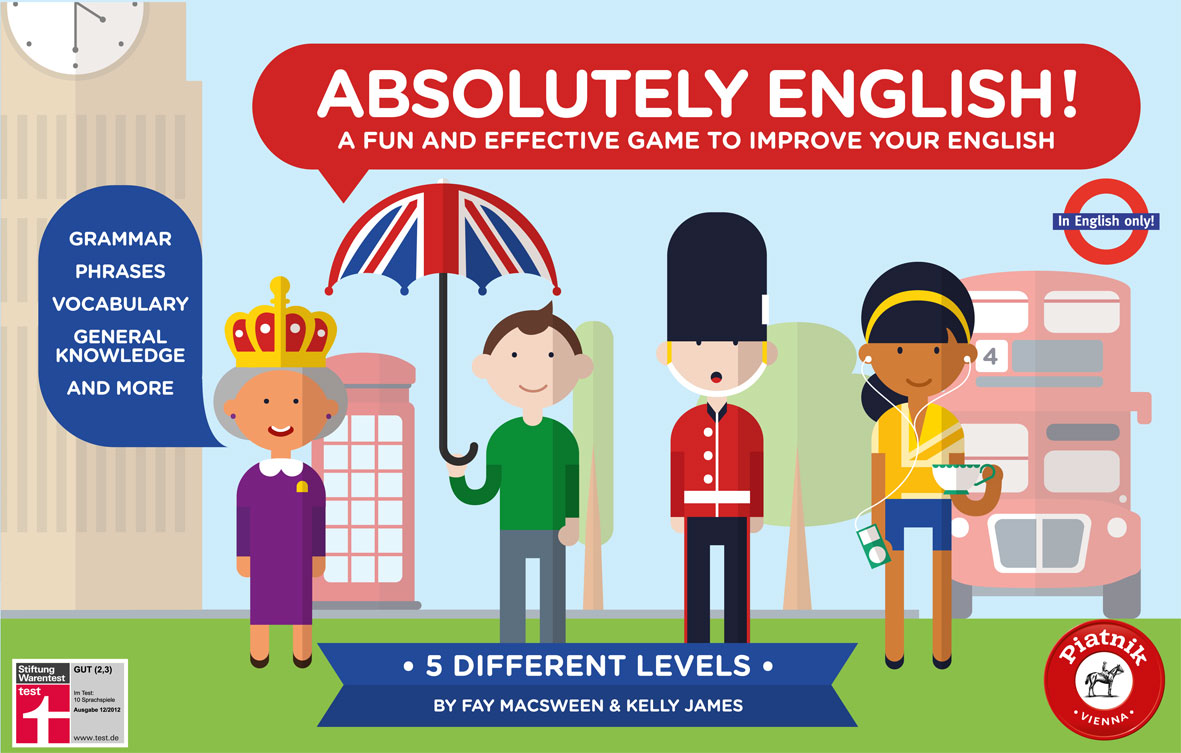 ABSOLUTELY ENGLISH!
A FUN AND EFFECTIVE GAME TO IMPROVE YOUR ENGLISH
In English only!
GRAMMAR
PHRASES
VOCABULARY
GENERAL
KNOWLEDGE
AND MORE
4
• 5 DIFFERENT LEVELS •
BY FAY MACSWEEN & KELLY JAMES
Stiftung
Warentest
test
GUT (2,3)
Im Test:
10 Sprachspiele
Ausgabe 12/2012
www.test.de
Piatnik
• VIENNA •